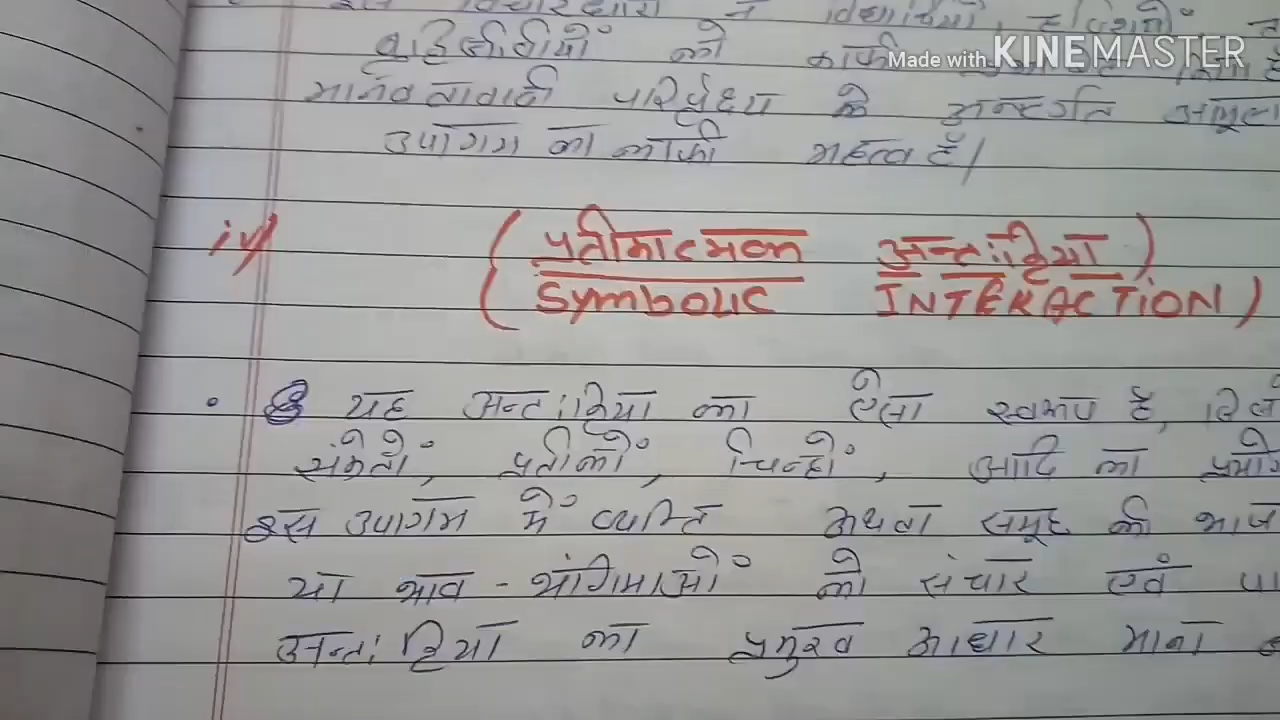 Made with KINEMASTER
को काफी
मानवतावादी परिप्रेक्ष्य के अन्तर्गत
उपागम का काफी महत्व है।
iv) (प्रतीकात्मक अन्तःक्रिया)
(Symbolic INTERACTION)
• यह अन्तःक्रिया का ऐसा स्वरूप है,
संकेतों, प्रतीकों, चिन्हों, आदि का
इस उपागम में व्यक्ति अथवा समूह की
या भाव-भंगिमाओं को संचार एवं
अन्तःक्रिया का प्रमुख आधार माना